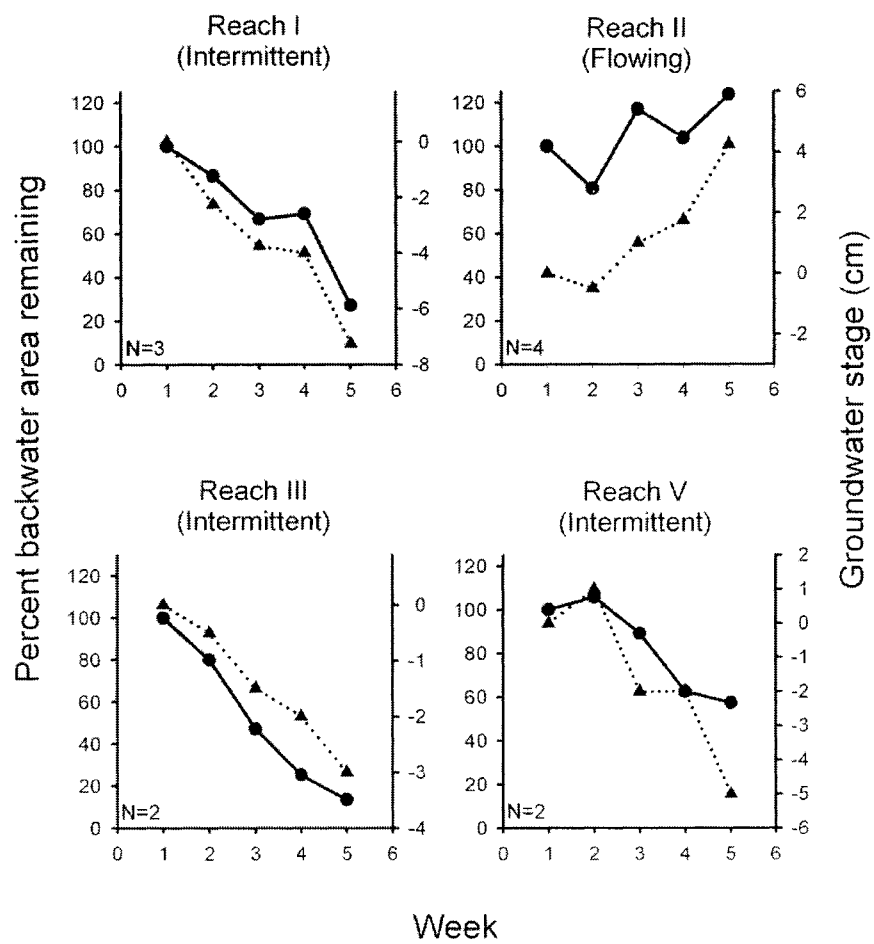 Reach I
(Intermittent)
Reach II
(Flowing)
Percent backwater area remaining
Groundwater stage (cm)
120
100
80
60
40
20
0
0
-2
-4
-6
-8
N=3
0 1 2 3 4 5 6
120
100
80
60
40
20
0
6
4
2
0
-2
N=4
0 1 2 3 4 5 6
Reach III
(Intermittent)
Reach V
(Intermittent)
120
100
80
60
40
20
0
0
-1
-2
-3
-4
N=2
0 1 2 3 4 5 6
120
100
80
60
40
20
0
2
1
0
-1
-2
-3
-4
-5
-6
N=2
0 1 2 3 4 5 6
Week